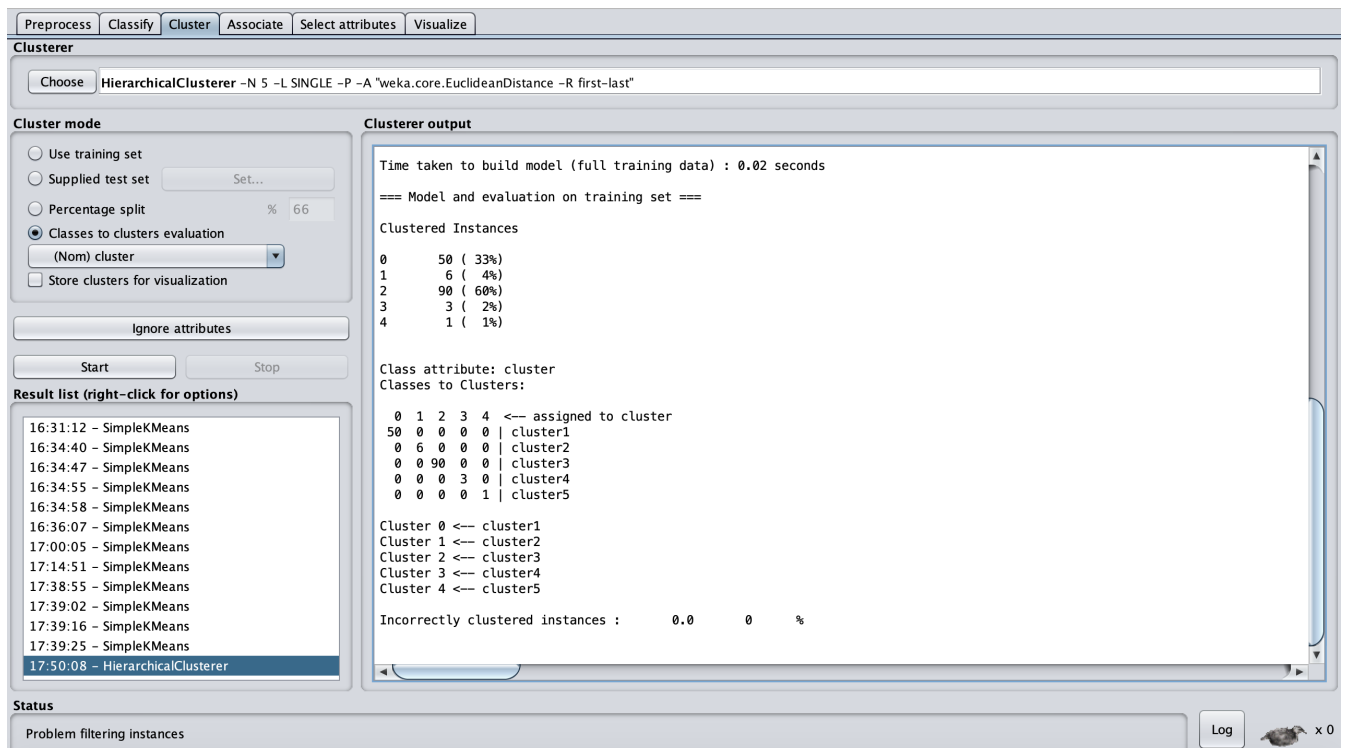 Preprocess Classify Cluster Associate Select attributes Visualize
Clusterer
Choose HierarchicalClusterer -N 5 -L SINGLE -P -A "weka.core.EuclideanDistance -R first-last"
Cluster mode
Use training set
Supplied test set Set...
Percentage split % 66
Classes to clusters evaluation
(Nom) cluster
Store clusters for visualization
Ignore attributes
Start Stop
Result list (right-click for options)
16:31:12 - SimpleKMeans
16:34:40 - SimpleKMeans
16:34:47 - SimpleKMeans
16:34:55 - SimpleKMeans
16:34:58 - SimpleKMeans
16:36:07 - SimpleKMeans
17:00:05 - SimpleKMeans
17:14:51 - SimpleKMeans
17:38:55 - SimpleKMeans
17:39:02 - SimpleKMeans
17:39:16 - SimpleKMeans
17:39:25 - SimpleKMeans
17:50:08 - HierarchicalClusterer
Clusterer output
Time taken to build model (full training data) : 0.02 seconds
=== Model and evaluation on training set ===
Clustered Instances
0 50 ( 33%)
1 6 ( 4%)
2 90 ( 60%)
3 3 ( 2%)
4 1 ( 1%)
Class attribute: cluster
Classes to Clusters:
0 1 2 3 4 <-- assigned to cluster
50 0 0 0 0 | cluster1
0 6 0 0 0 | cluster2
0 0 90 0 0 | cluster3
0 0 0 3 0 | cluster4
0 0 0 0 1 | cluster5
Cluster 0 <-- cluster1
Cluster 1 <-- cluster2
Cluster 2 <-- cluster3
Cluster 3 <-- cluster4
Cluster 4 <-- cluster5
Incorrectly clustered instances : 0.0 0 %
Status
Problem filtering instances
Log x 0